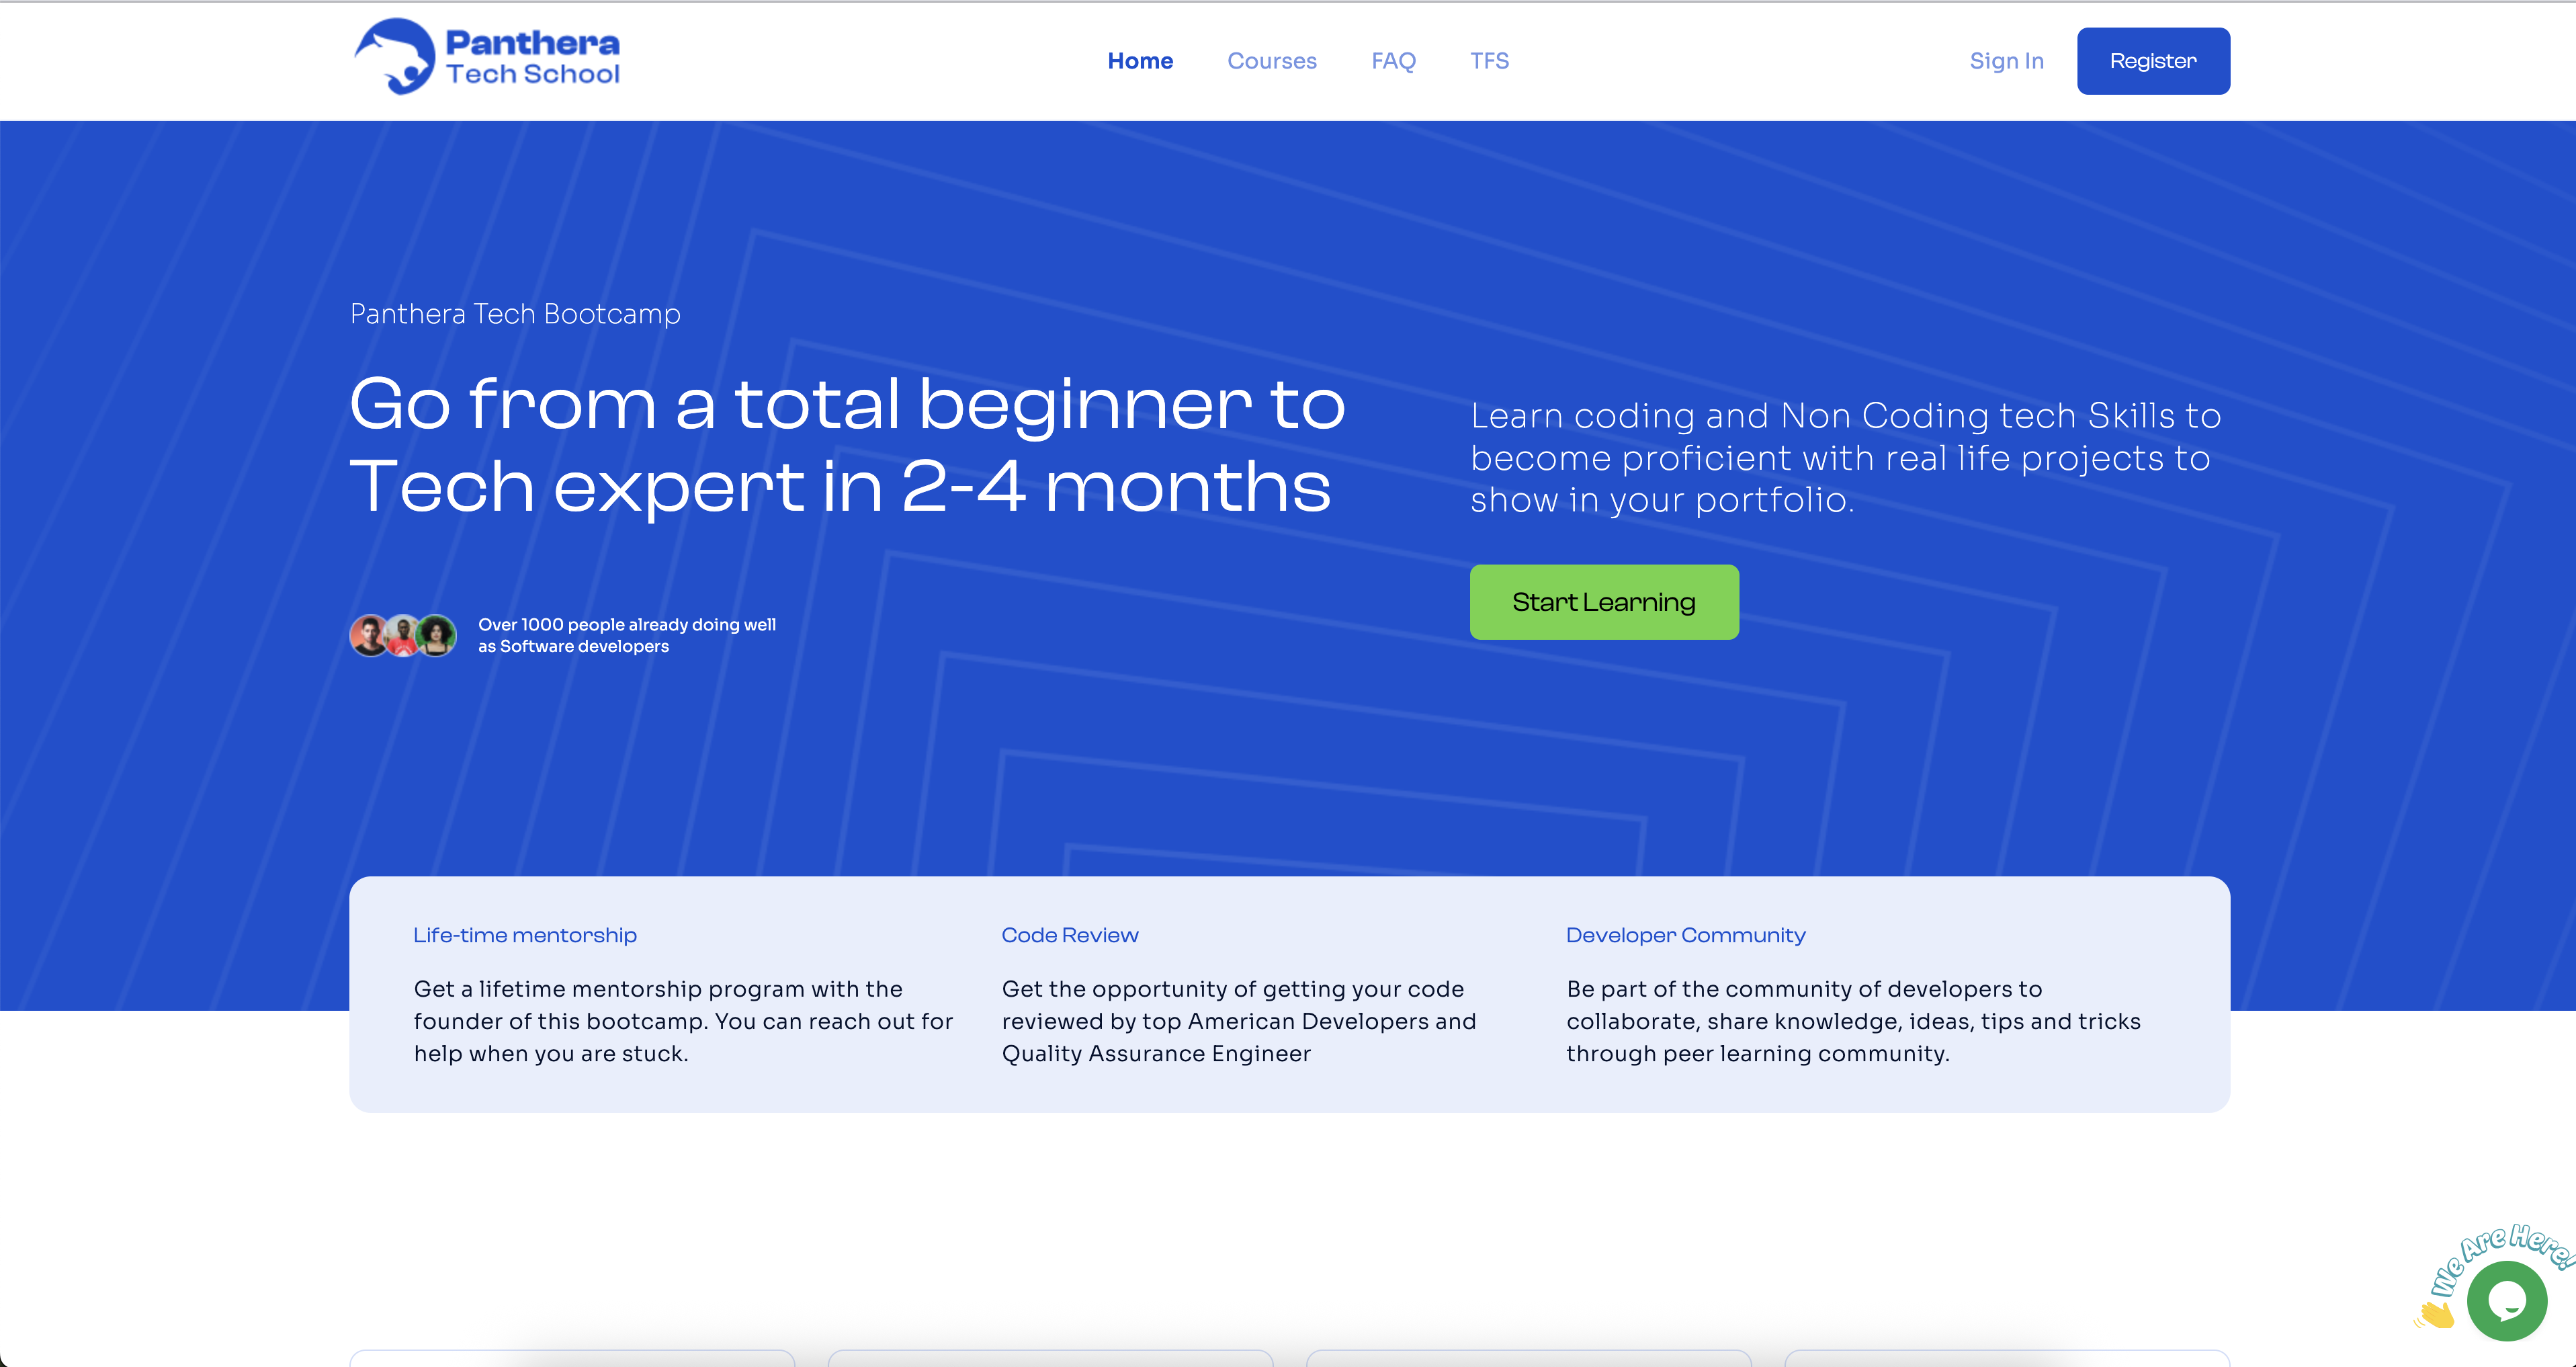 Panthera
Tech School
Home
Courses
FAQ
TFS
Sign In
Register
Panthera Tech Bootcamp
Go from a total beginner to
Tech expert in 2-4 months
Over 1000 people already doing well
as Software developers
Learn coding and Non Coding tech Skills to
become proficient with real life projects to
show in your portfolio.
Start Learning
Life-time mentorship
Get a lifetime mentorship program with the
founder of this bootcamp. You can reach out for
help when you are stuck.
Code Review
Get the opportunity of getting your code
reviewed by top American Developers and
Quality Assurance Engineer
Developer Community
Be part of the community of developers to
collaborate, share knowledge, ideas, tips and tricks
through peer learning community.
We Are Here!